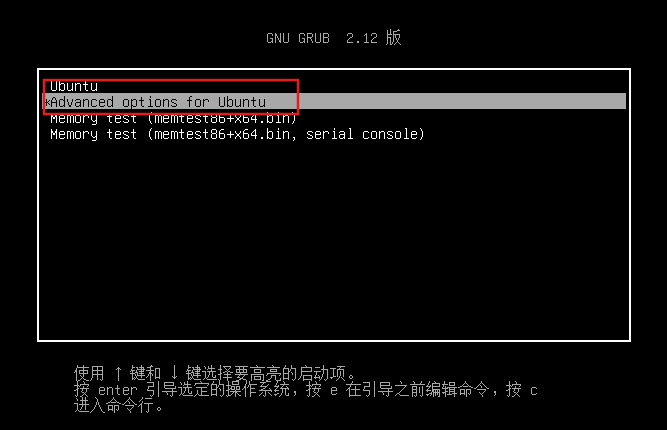 GNU GRUB 2.12 版
Ubuntu
*Advanced options for Ubuntu
Memory test (memtest86+x64.bin)
Memory test (memtest86+x64.bin, serial console)
使用 ↑ 键和 ↓ 键选择要高亮的启动项。
按 enter 引导选定的操作系统，按 e 在引导之前编辑命令，按 c
进入命令行。